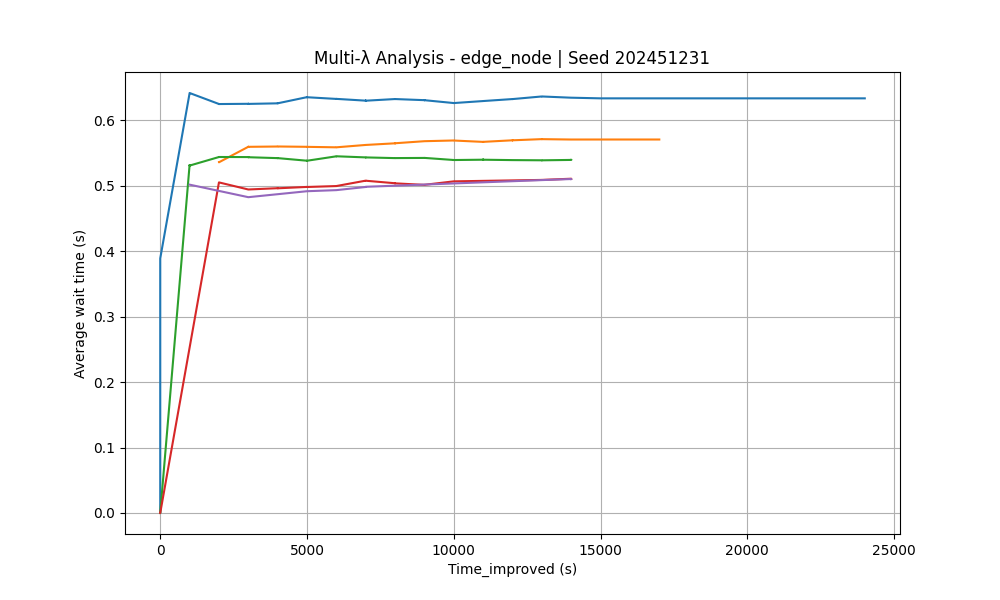 Multi-λ Analysis - edge_node | Seed 202451231
Average wait time (s)
0.6
0.5
0.4
0.3
0.2
0.1
0.0
0 5000 10000 15000 20000 25000
Time_improved (s)